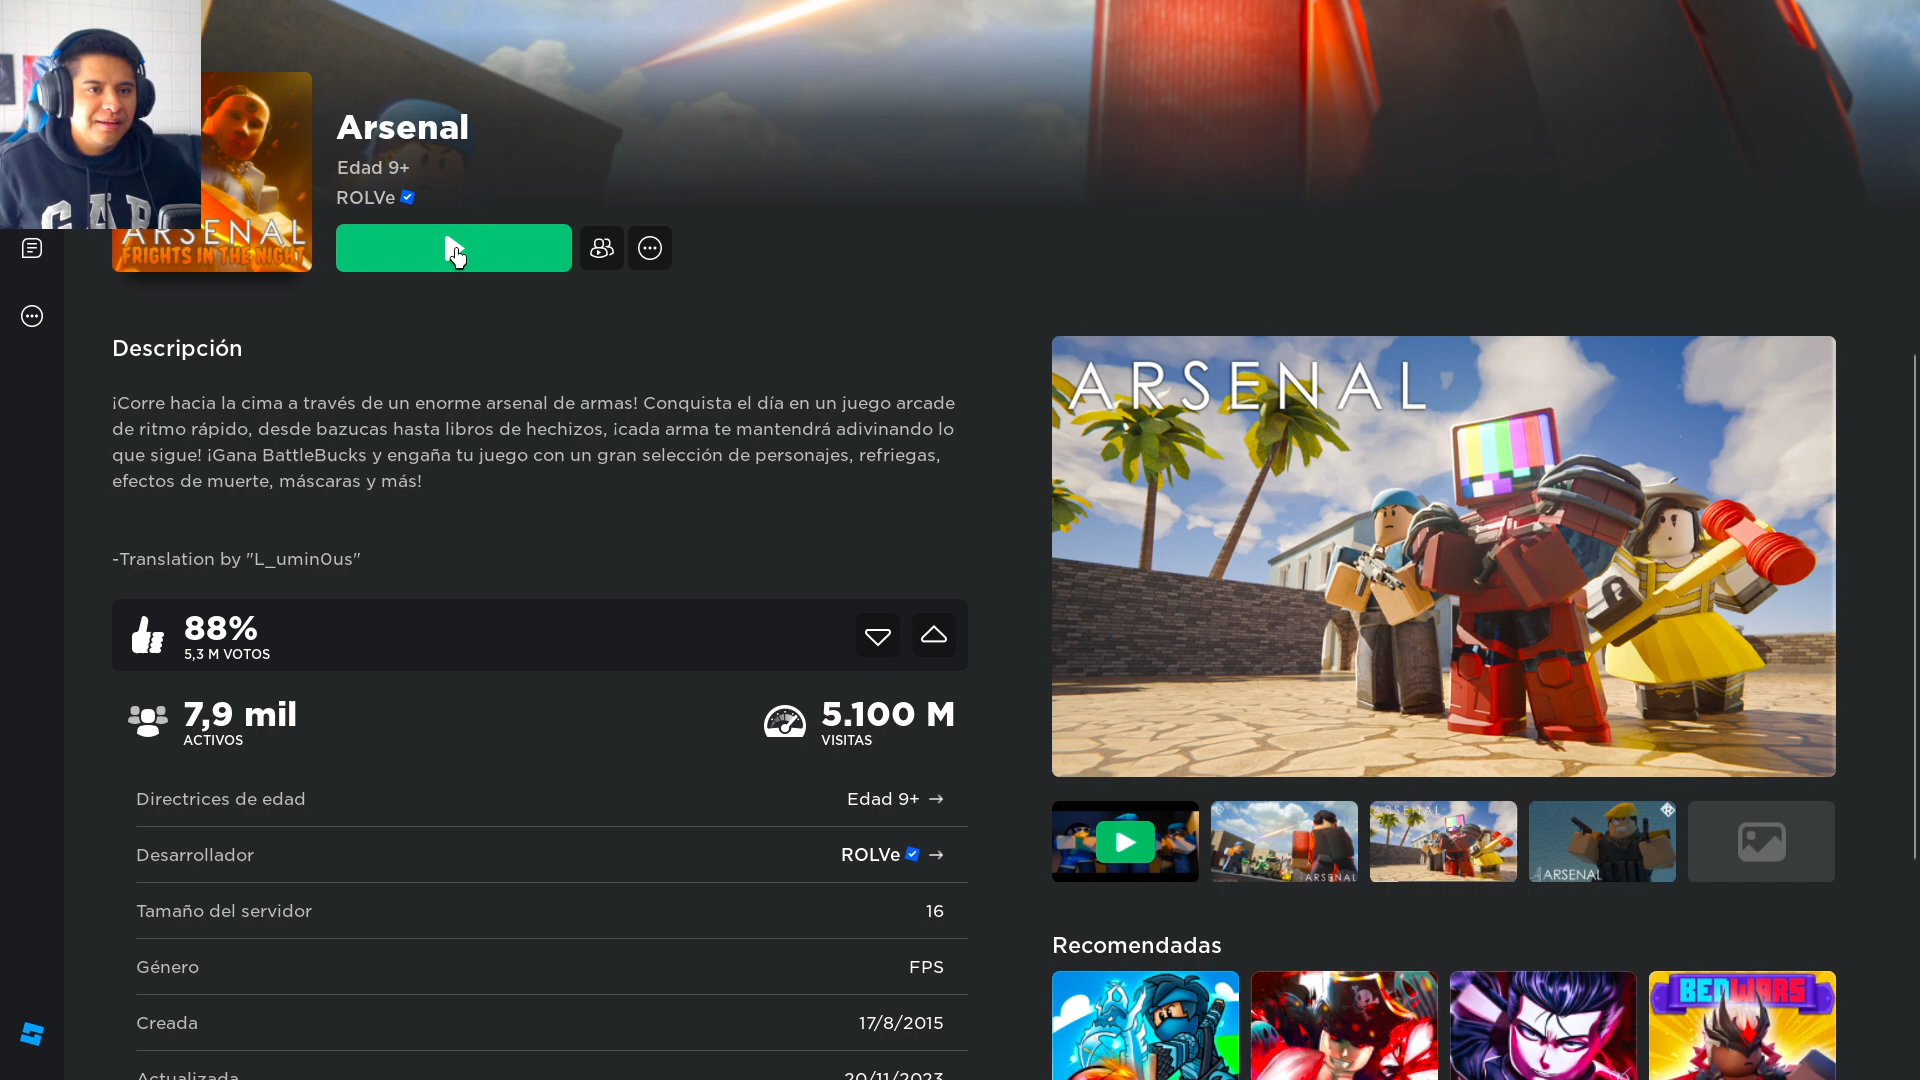 GAP
ARSENAL
FRIGHTS IN THE NIGHT
Arsenal
Edad 9+
ROLVe
Descripción
¡Corre hacia la cima a través de un enorme arsenal de armas! Conquista el día en un juego arcade
de ritmo rápido, desde bazucas hasta libros de hechizos, ¡cada arma te mantendrá adivinando lo
que sigue! ¡Gana BattleBucks y engaña tu juego con un gran selección de personajes, refriegas,
efectos de muerte, máscaras y más!
-Translation by "L_umin0us"
88%
5,3 M VOTOS
7,9 mil
ACTIVOS
5.100 M
VISITAS
Directrices de edad Edad 9+
Desarrollador ROLVe
Tamaño del servidor 16
Género FPS
Creada 17/8/2015
Actualizada 20/11/2023
ARSENAL
ARSENAL
ARSENAL
ARSENAL
Recomendadas
BEDWARS